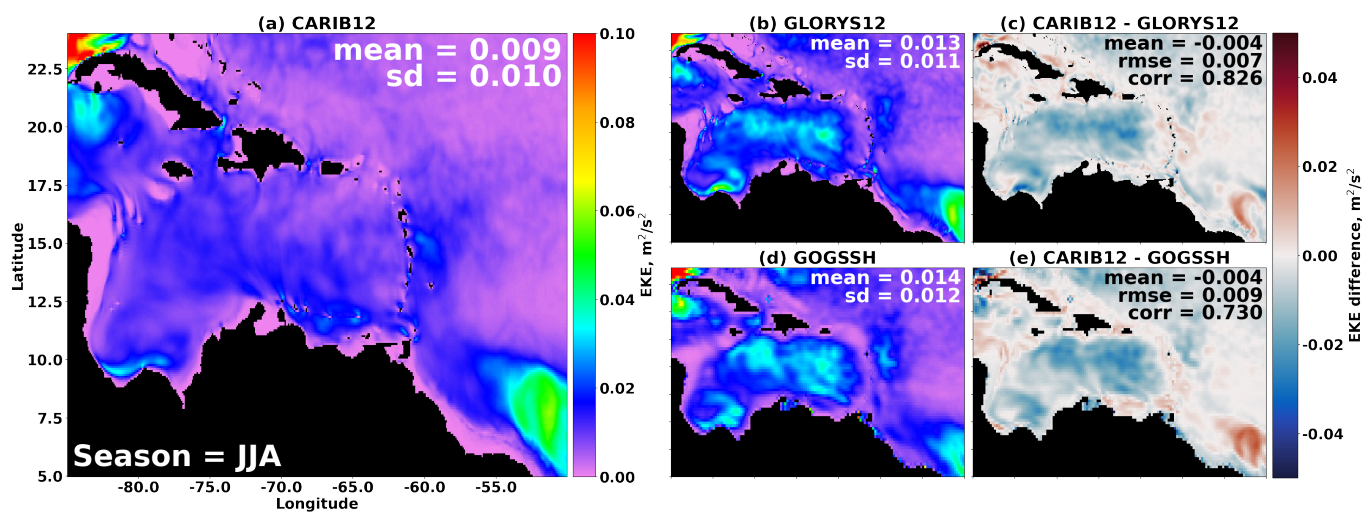 (a) CARIB12
mean = 0.009
sd = 0.010
Season = JJA
22.5
20.0
17.5
15.0
12.5
10.0
7.5
5.0
Latitude
-80.0 -75.0 -70.0 -65.0 -60.0 -55.0
Longitude
0.10
0.08
0.06
0.04
0.02
0.00
EKE, m²/s²
(b) GLORYS12
mean = 0.013
sd = 0.011
(c) CARIB12 - GLORYS12
mean = -0.004
rmse = 0.007
corr = 0.826
(d) GOGSSH
mean = 0.014
sd = 0.012
(e) CARIB12 - GOGSSH
mean = -0.004
rmse = 0.009
corr = 0.730
0.04
0.02
0.00
-0.02
-0.04
EKE difference, m²/s²